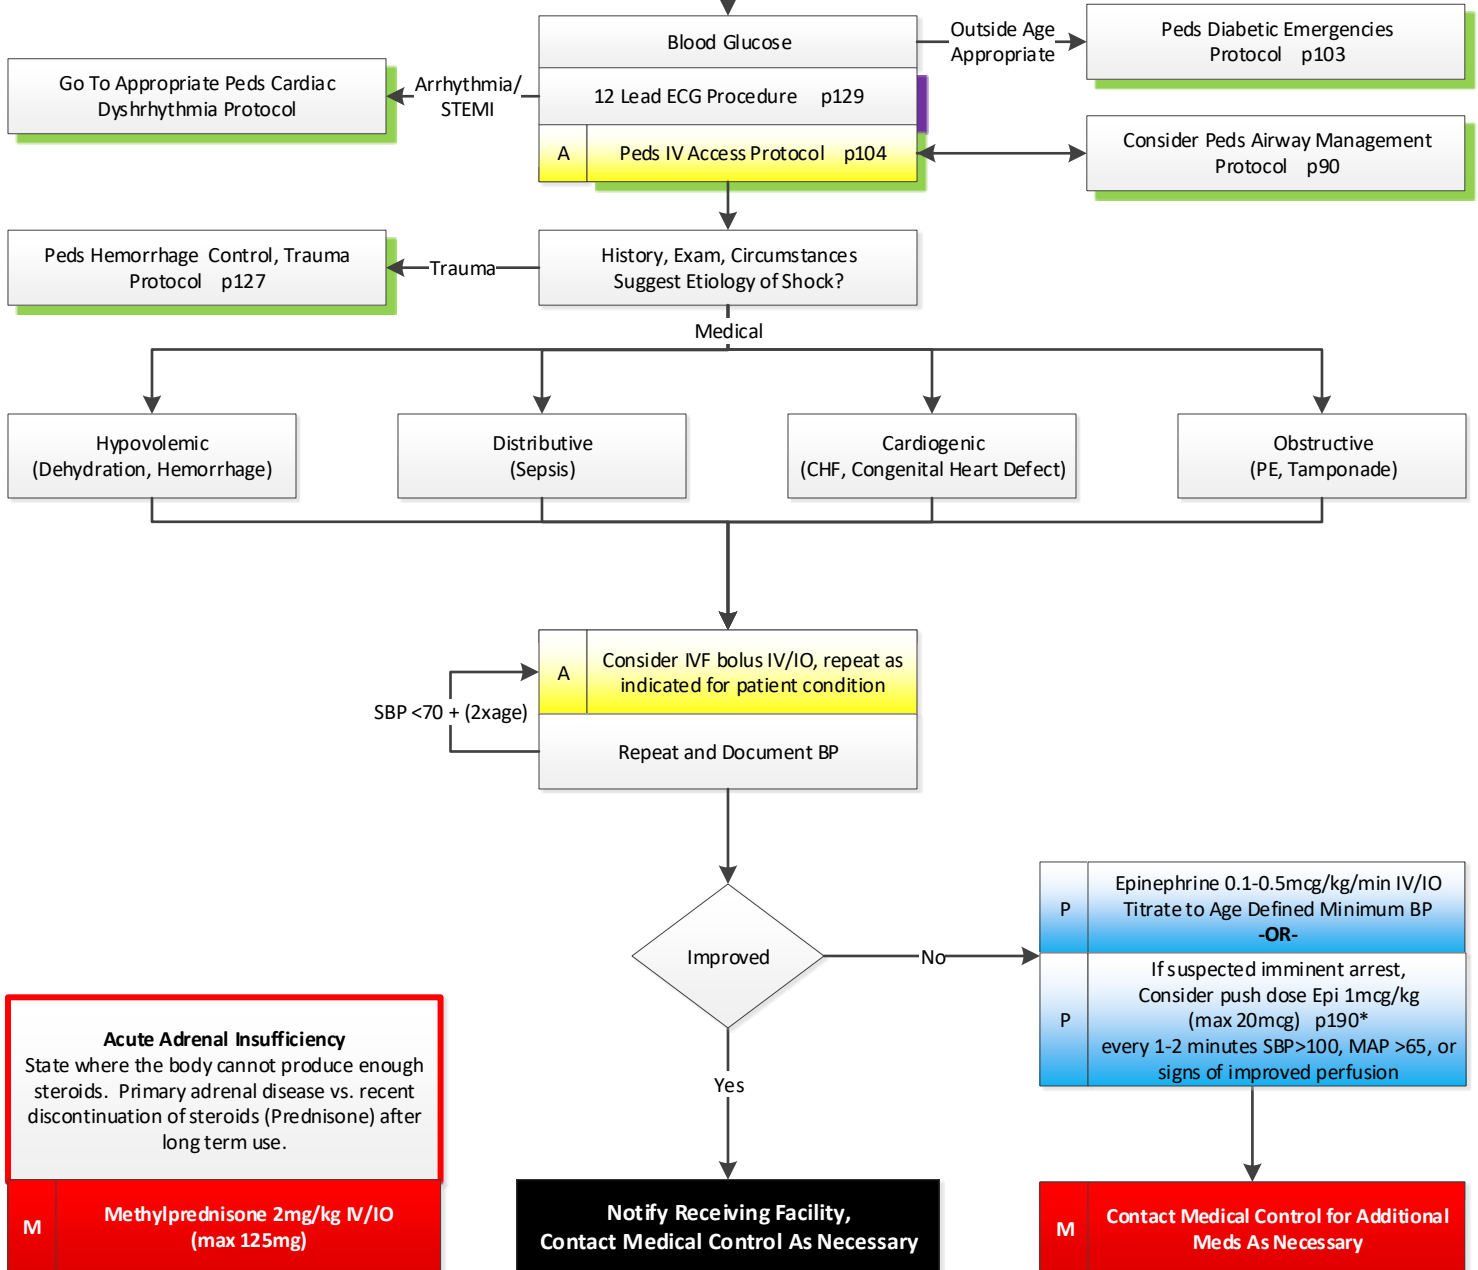 Blood Glucose
Outside Age
Appropriate
Peds Diabetic Emergencies
Protocol p103
Go To Appropriate Peds Cardiac
Dyshrhythmia Protocol
Arrhythmia/
STEMI
12 Lead ECG Procedure p129
A
Peds IV Access Protocol p104
Consider Peds Airway Management
Protocol p90
Peds Hemorrhage Control, Trauma
Protocol p127
Trauma
History, Exam, Circumstances
Suggest Etiology of Shock?
Medical
Hypovolemic
(Dehydration, Hemorrhage)
Distributive
(Sepsis)
Cardiogenic
(CHF, Congenital Heart Defect)
Obstructive
(PE, Tamponade)
A
Consider IVF bolus IV/IO, repeat as
indicated for patient condition
SBP <70 + (2xage)
Repeat and Document BP
Improved
No
P
Epinephrine 0.1-0.5mcg/kg/min IV/IO
Titrate to Age Defined Minimum BP
-OR-
P
If suspected imminent arrest,
Consider push dose Epi 1mcg/kg
(max 20mcg) p190*
every 1-2 minutes SBP>100, MAP >65, or
signs of improved perfusion
Yes
Acute Adrenal Insufficiency
State where the body cannot produce enough
steroids. Primary adrenal disease vs. recent
discontinuation of steroids (Prednisone) after
long term use.
M
Methylprednisone 2mg/kg IV/IO
(max 125mg)
Notify Receiving Facility,
Contact Medical Control As Necessary
M
Contact Medical Control for Additional
Meds As Necessary